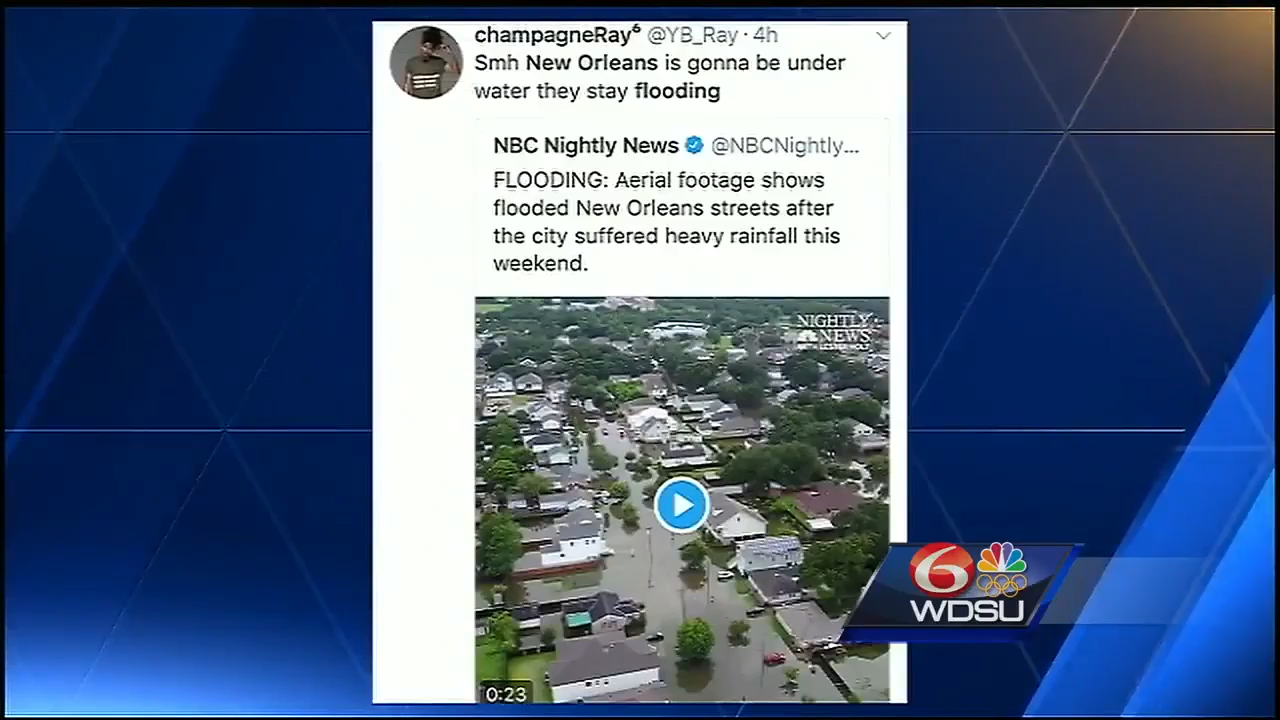 champagneRay⁶ @YB_Ray · 4h
Smh New Orleans is gonna be under
water they stay flooding
NBC Nightly News @NBCNightly...
FLOODING: Aerial footage shows
flooded New Orleans streets after
the city suffered heavy rainfall this
weekend.
NIGHTLY
NEWS
0:23
6
WDSU